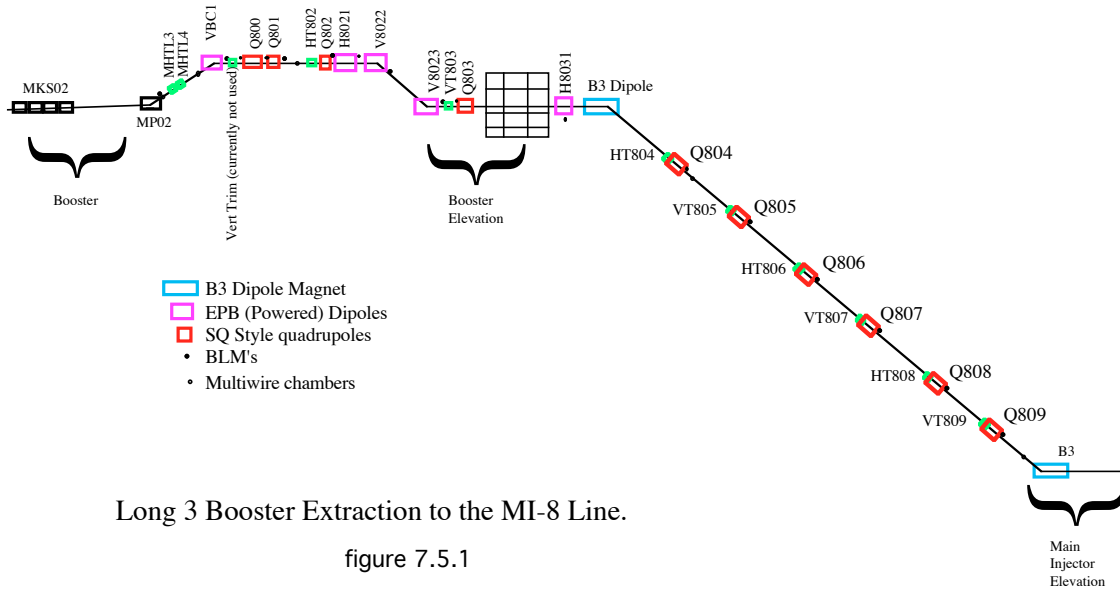 MKS02
MP02
MHTL3
MHTL4
VBC1
Vert Trim (currently not used)
Q800
Q801
HT802
Q802
H8021
V8022
V8023
VT803
Q803
H8031
B3 Dipole
Booster
Booster
Elevation
HT804
Q804
VT805
Q805
HT806
Q806
VT807
Q807
HT808
Q808
VT809
Q809
B3
B3 Dipole Magnet
EPB (Powered) Dipoles
SQ Style quadrupoles
BLM's
Multiwire chambers
Long 3 Booster Extraction to the MI-8 Line.
figure 7.5.1
Main
Injector
Elevation